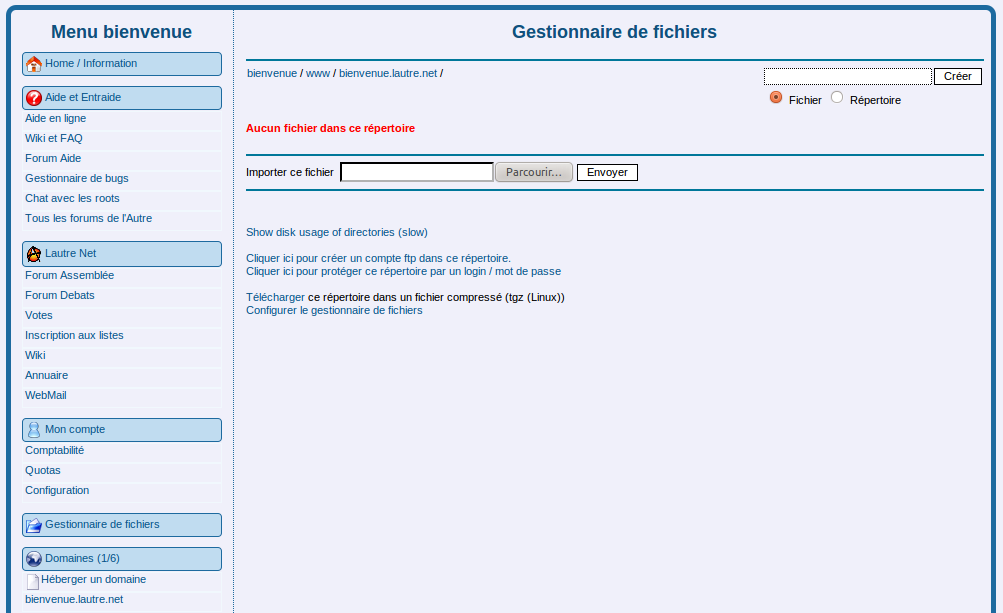 Menu bienvenue
Home / Information
Aide et Entraide
Aide en ligne
Wiki et FAQ
Forum Aide
Gestionnaire de bugs
Chat avec les roots
Tous les forums de l'Autre
Lautre Net
Forum Assemblée
Forum Debats
Votes
Inscription aux listes
Wiki
Annuaire
WebMail
Mon compte
Comptabilité
Quotas
Configuration
Gestionnaire de fichiers
Domaines (1/6)
Héberger un domaine
bienvenue.lautre.net
Gestionnaire de fichiers
bienvenue / www / bienvenue.lautre.net /
Créer
Fichier Répertoire
Aucun fichier dans ce répertoire
Importer ce fichier Parcourir... Envoyer
Show disk usage of directories (slow)
Cliquer ici pour créer un compte ftp dans ce répertoire.
Cliquer ici pour protéger ce répertoire par un login / mot de passe
Télécharger ce répertoire dans un fichier compressé (tgz (Linux))
Configurer le gestionnaire de fichiers